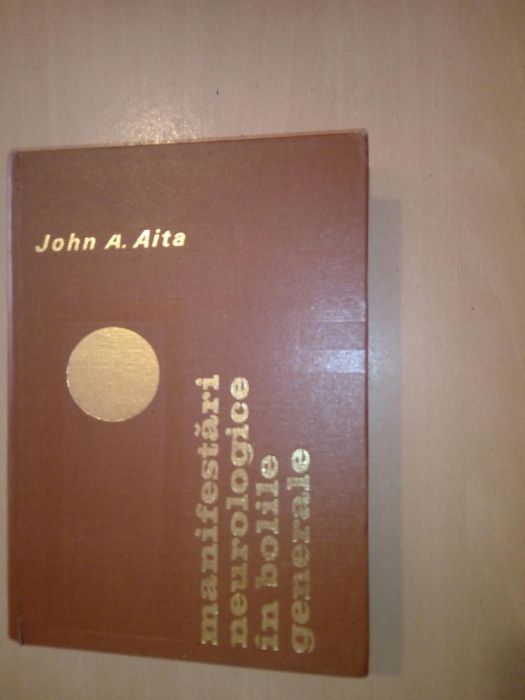 John A. Aita
manifestări
neurologice
în bolile
generale